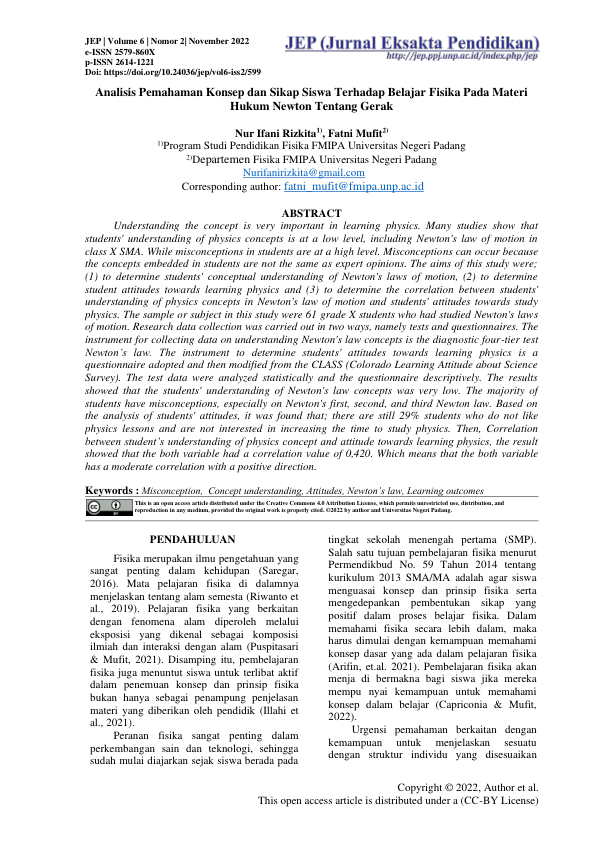 JEP | Volume 6 | Nomor 2| November 2022
e-ISSN 2579-860X
p-ISSN 2614-1221
Doi: https://doi.org/10.24036/jep/vol6-iss2/599
JEP (Jurnal Eksakta Pendidikan)
http://jep.ppj.unp.ac.id/index.php/jep
Analisis Pemahaman Konsep dan Sikap Siswa Terhadap Belajar Fisika Pada Materi
Hukum Newton Tentang Gerak
Nur Ifani Rizkita1), Fatni Mufit2)
1)Program Studi Pendidikan Fisika FMIPA Universitas Negeri Padang
2)Departemen Fisika FMIPA Universitas Negeri Padang
Nurifanirizkita@gmail.com
Corresponding author: fatni_mufit@fmipa.unp.ac.id
ABSTRACT
Understanding the concept is very important in learning physics. Many studies show that
students' understanding of physics concepts is at a low level, including Newton's law of motion in
class X SMA. While misconceptions in students are at a high level. Misconceptions can occur because
the concepts embedded in students are not the same as expert opinions. The aims of this study were;
(1) to determine students' conceptual understanding of Newton's laws of motion, (2) to determine
student attitudes towards learning physics and (3) to determine the correlation between students'
understanding of physics concepts in Newton's law of motion and students' attitudes towards study
physics. The sample or subject in this study were 61 grade X students who had studied Newton's laws
of motion. Research data collection was carried out in two ways, namely tests and questionnaires. The
instrument for collecting data on understanding Newton's law concepts is the diagnostic four-tier test
Newton's law. The instrument to determine students' attitudes towards learning physics is a
questionnaire adopted and then modified from the CLASS (Colorado Learning Attitude about Science
Survey). The test data were analyzed statistically and the questionnaire descriptively. The results
showed that the students' understanding of Newton's law concepts was very low. The majority of
students have misconceptions, especially on Newton's first, second, and third Newton law. Based on
the analysis of students' attitudes, it was found that; there are still 29% students who do not like
physics lessons and are not interested in increasing the time to study physics. Then, Correlation
between student's understanding of physics concept and attitude towards learning physics, the result
showed that the both variable had a correlation value of 0,420. Which means that the both variable
has a moderate correlation with a positive direction.
Keywords : Misconception, Concept understanding, Attitudes, Newton's law, Learning outcomes
cc BY
This is an open access article distributed under the Creative Commons 4.0 Attribution License, which permits unrestricted use, distribution, and
reproduction in any medium, provided the original work is properly cited. ©2022 by author and Universitas Negeri Padang.
PENDAHULUAN
Fisika merupakan ilmu pengetahuan yang
sangat penting dalam kehidupan (Saregar,
2016). Mata pelajaran fisika di dalamnya
menjelaskan tentang alam semesta (Riwanto et
al., 2019). Pelajaran fisika yang berkaitan
dengan fenomena alam diperoleh melalui
eksposisi yang dikenal sebagai komposisi
ilmiah dan interaksi dengan alam (Puspitasari
& Mufit, 2021). Disamping itu, pembelajaran
fisika juga menuntut siswa untuk terlibat aktif
dalam penemuan konsep dan prinsip fisika
bukan hanya sebagai penampung penjelasan
materi yang diberikan oleh pendidik (Illahi et
al., 2021).
Peranan fisika sangat penting dalam
perkembangan sain dan teknologi, sehingga
sudah mulai diajarkan sejak siswa berada pada
tingkat sekolah menengah pertama (SMP).
Salah satu tujuan pembelajaran fisika menurut
Permendikbud No. 59 Tahun 2014 tentang
kurikulum 2013 SMA/MA adalah agar siswa
menguasai konsep dan prinsip fisika serta
mengedepankan pembentukan sikap yang
positif dalam proses belajar fisika. Dalam
memahami fisika secara lebih dalam, maka
harus dimulai dengan kemampuan memahami
konsep dasar yang ada dalam pelajaran fisika
(Arifin, et.al. 2021). Pembelajaran fisika akan
menja di bermakna bagi siswa jika mereka
mempu nyai kemampuan untuk memahami
konsep dalam belajar (Capriconia & Mufit,
2022).
Urgensi pemahaman berkaitan dengan
kemampuan untuk menjelaskan sesuatu
dengan struktur individu yang disesuaikan
Copyright © 2022, Author et al.
This open access article is distributed under a (CC-BY License)